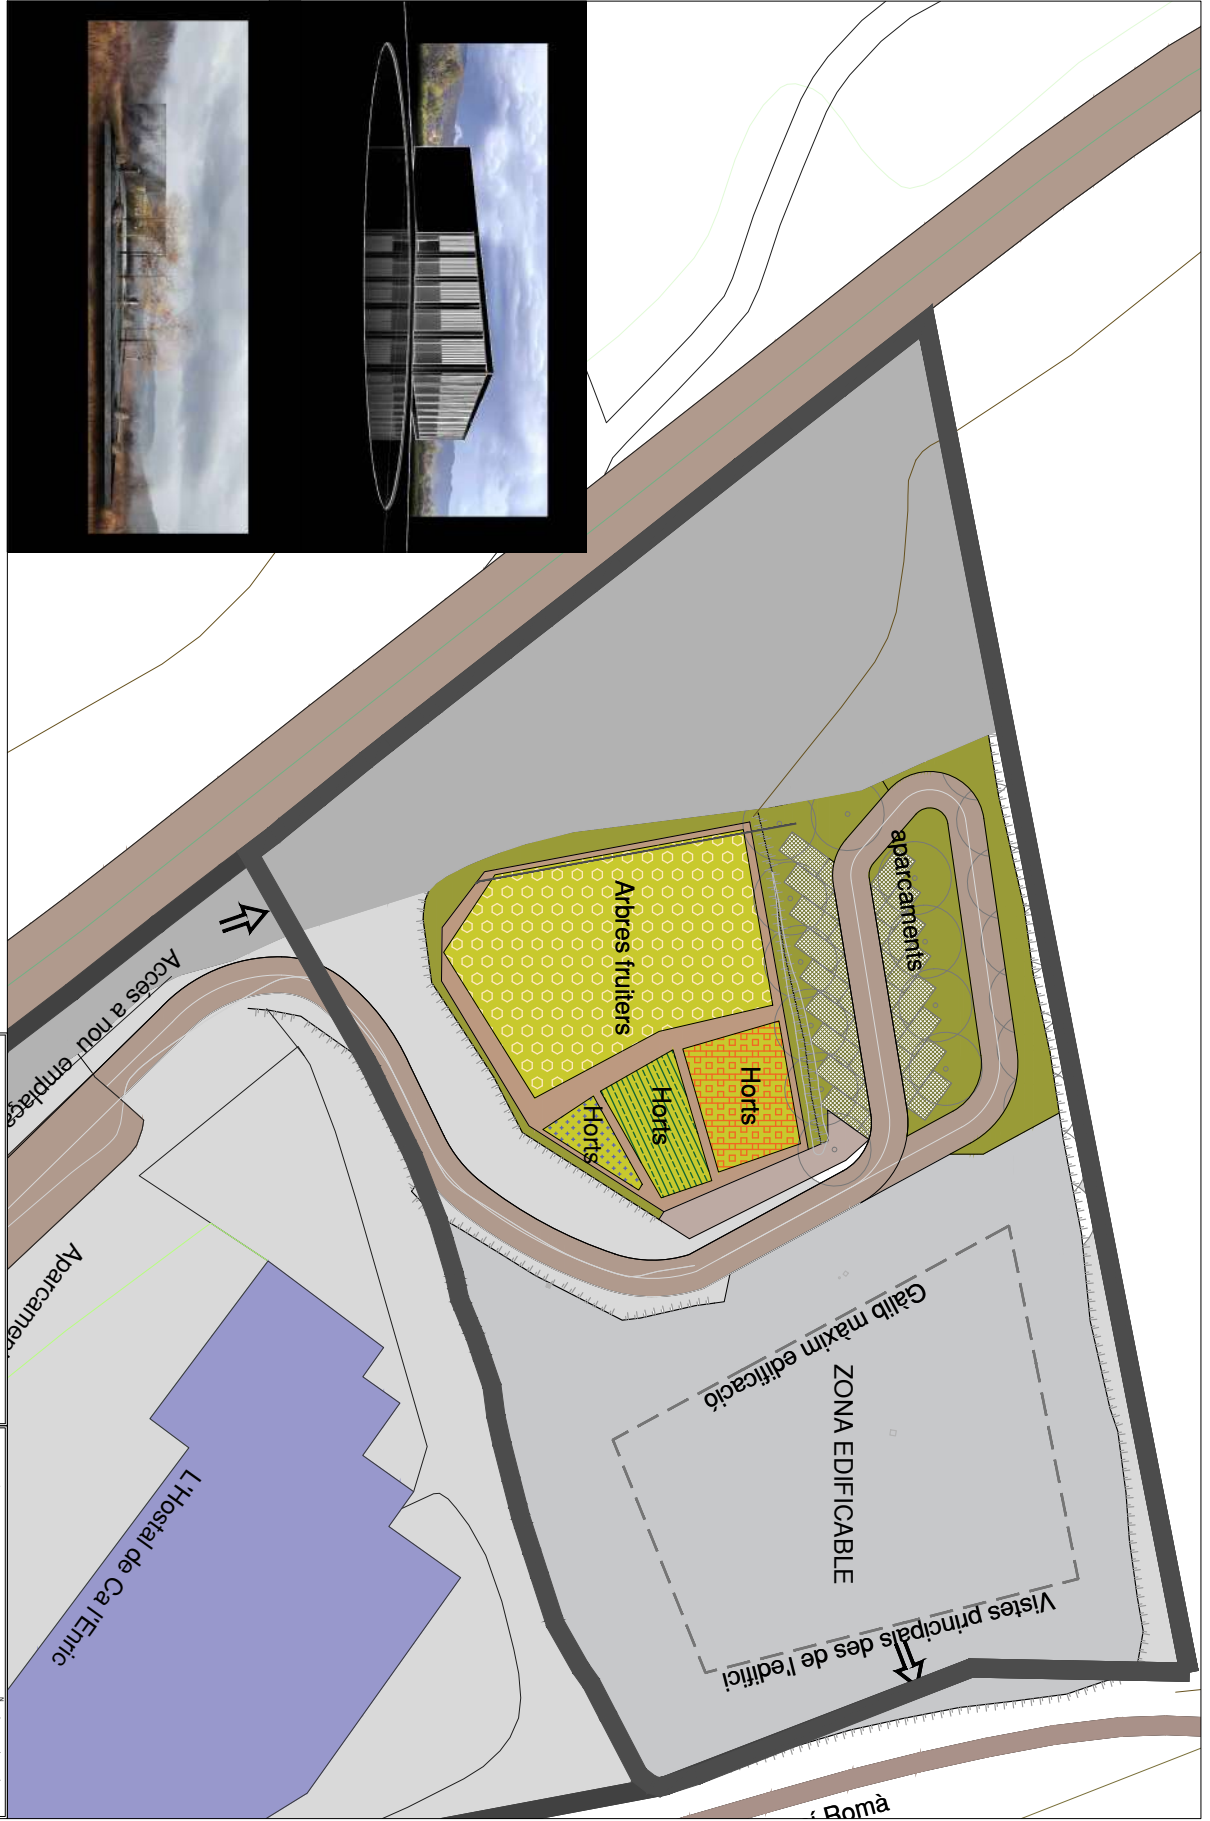 aparcaments
Arbres fruiters
Horts
Horts
Horts
Accés a nou emplaça
Aparcamen
L'Hostal de Ca l'Enric
Gàlib màxim edificació
ZONA EDIFICABLE
Vistes principals des de l'edifici
í Romà